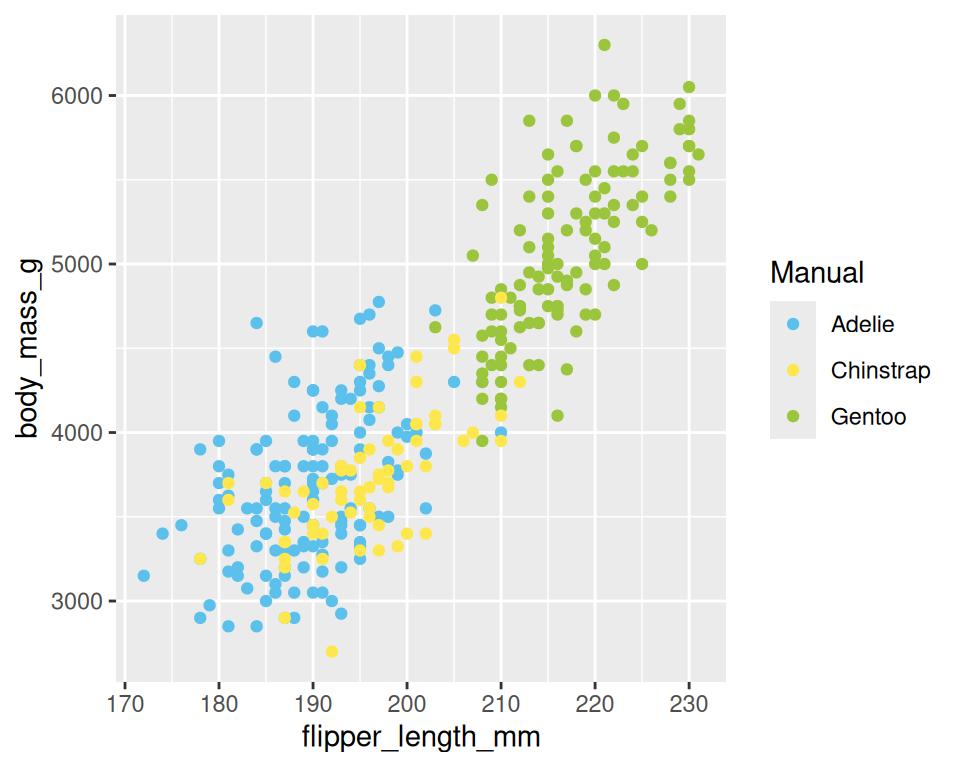 6000
5000
4000
3000
body_mass_g
170 180 190 200 210 220 230
flipper_length_mm
Manual
Adelie
Chinstrap
Gentoo